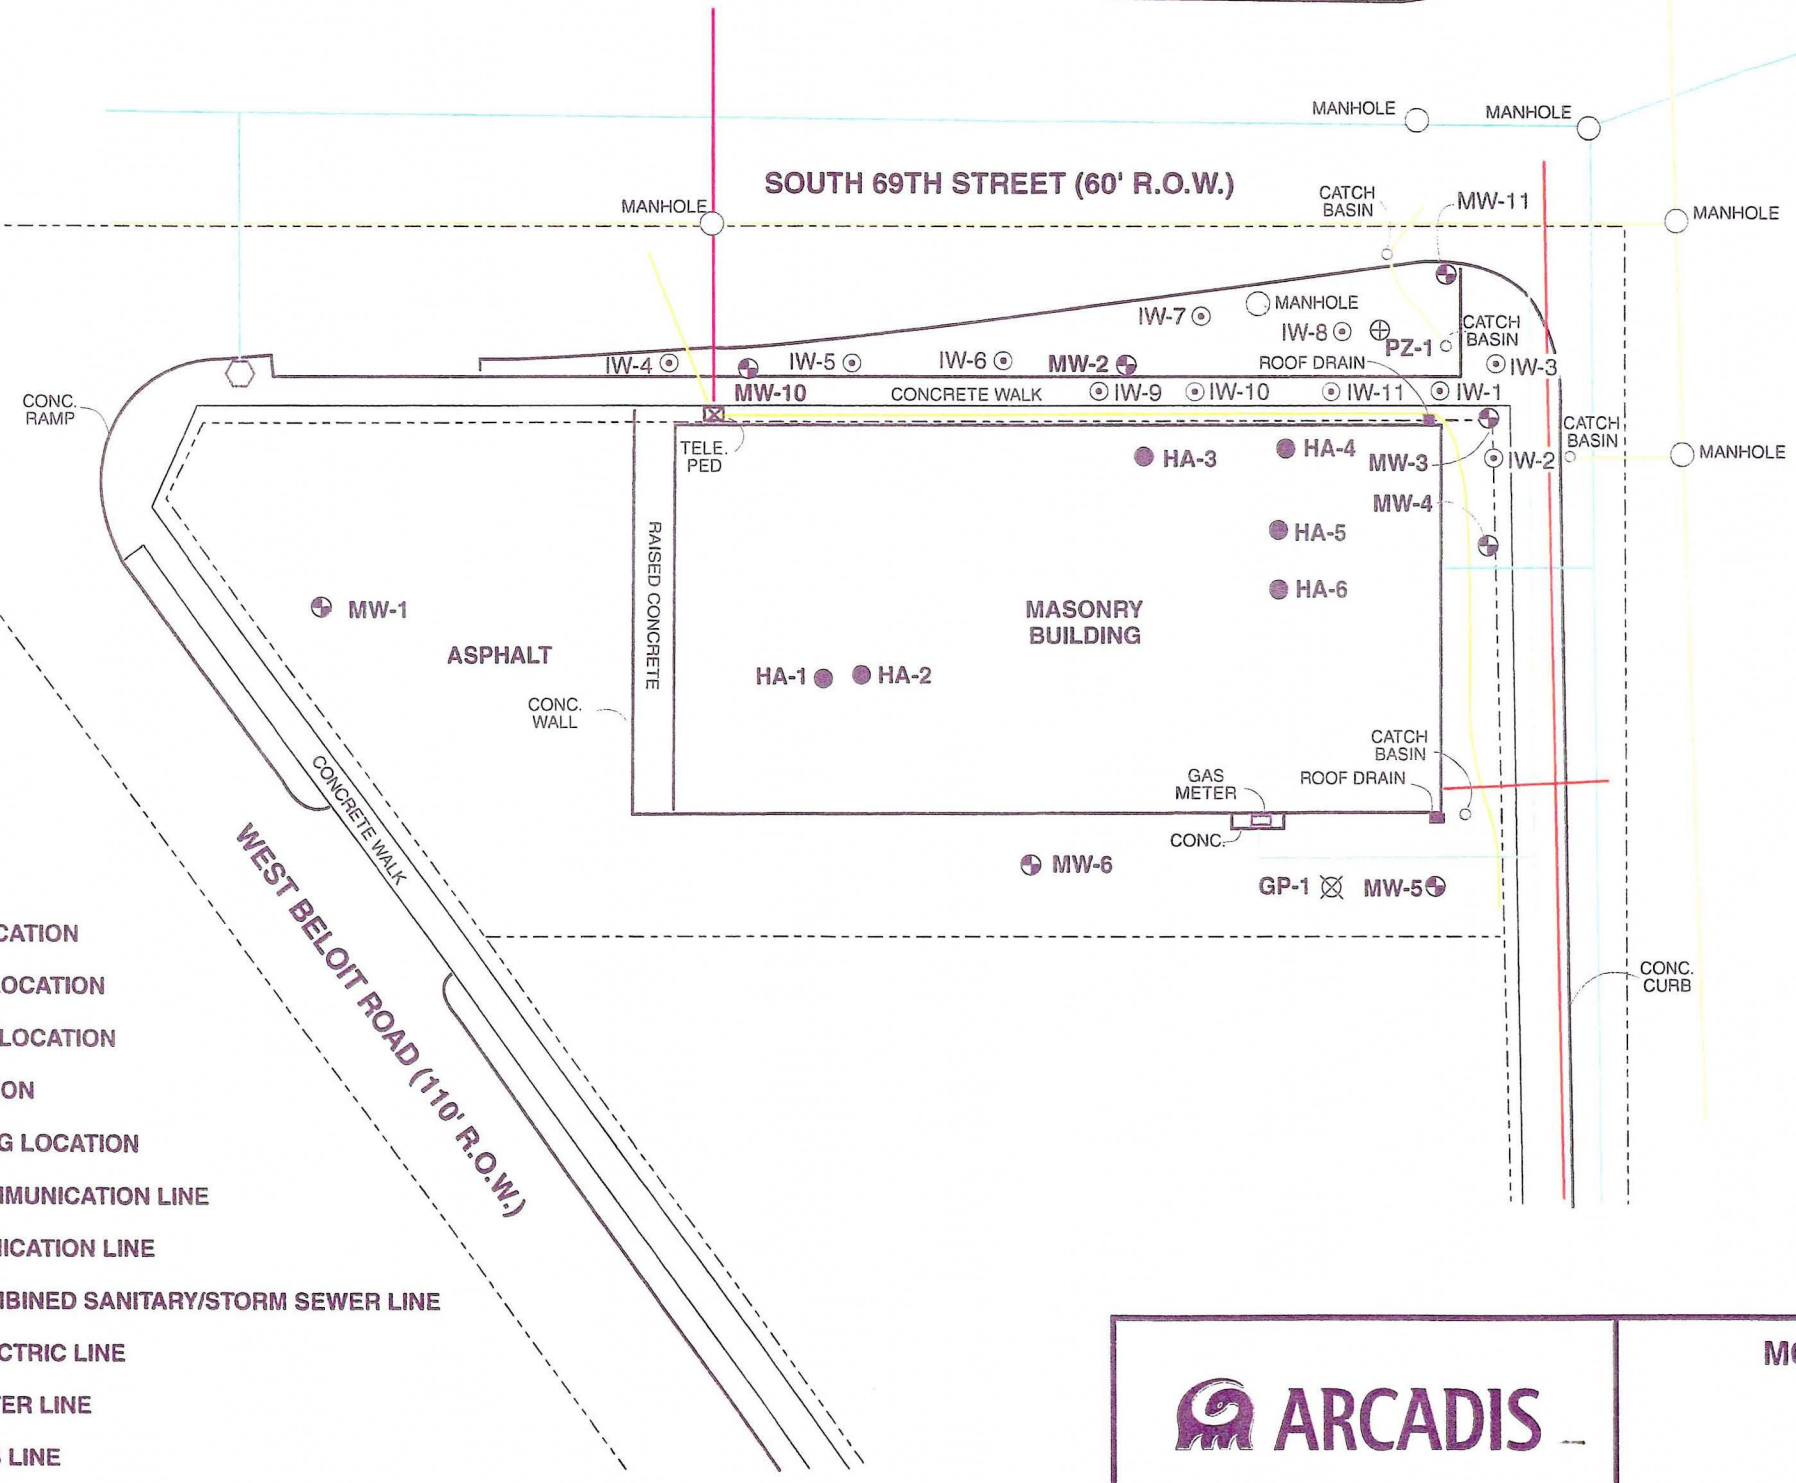 MANHOLE
MANHOLE
SOUTH 69TH STREET (60' R.O.W.)
CATCH
BASIN
MW-11
MANHOLE
MANHOLE
IW-7
MANHOLE
IW-8
PZ-1
CATCH
BASIN
IW-4
IW-5
IW-6
MW-2
ROOF DRAIN
IW-3
MW-10
CONCRETE WALK
IW-9
IW-10
IW-11
IW-1
CONC.
RAMP
CATCH
BASIN
TELE.
PED
HA-3
HA-4
MW-3
IW-2
MANHOLE
MW-4
HA-5
RAISED CONCRETE
HA-6
MW-1
MASONRY
BUILDING
ASPHALT
HA-1
HA-2
CONC.
WALL
CATCH
BASIN
GAS
METER
ROOF DRAIN
CONCRETE WALK
CONC.
MW-6
GP-1
MW-5
WEST BELOIT ROAD (110' R.O.W.)
CONC.
CURB
CATION
OCATION
LOCATION
ON
G LOCATION
MMUNICATION LINE
NICATION LINE
MBINED SANITARY/STORM SEWER LINE
CTRIC LINE
TER LINE
LINE
ARCADIS